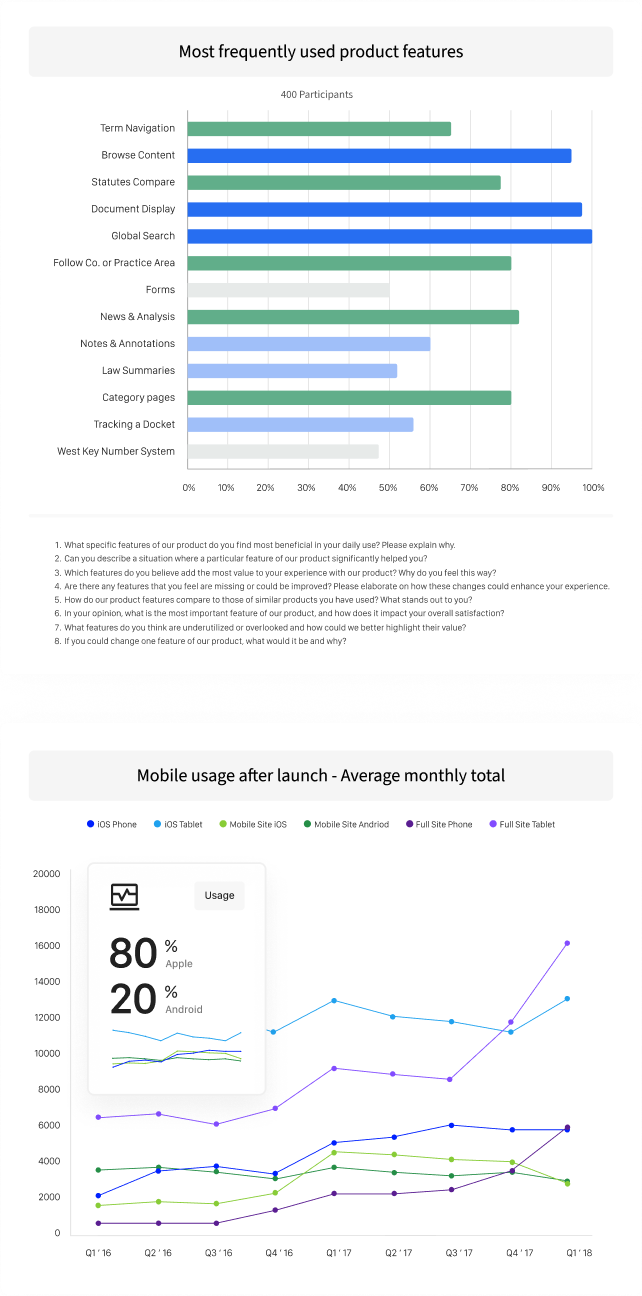 Most frequently used product features
400 Participants
Term Navigation
Browse Content
Statutes Compare
Document Display
Global Search
Follow Co. or Practice Area
Forms
News & Analysis
Notes & Annotations
Law Summaries
Category pages
Tracking a Docket
West Key Number System
0% 10% 20% 30% 40% 50% 60% 70% 80% 90% 100%
1. What specific features of our product do you find most beneficial in your daily use? Please explain why.
2. Can you describe a situation where a particular feature of our product significantly helped you?
3. Which features do you believe add the most value to your experience with our product? Why do you feel this way?
4. Are there any features that you feel are missing or could be improved? Please elaborate on how these changes could enhance your experience.
5. How do our product features compare to those of similar products you have used? What stands out to you?
6. In your opinion, what is the most important feature of our product, and how does it impact your overall satisfaction?
7. What features do you think are underutilized or overlooked and how could we better highlight their value?
8. If you could change one feature of our product, what would it be and why?
Mobile usage after launch - Average monthly total
iOS Phone iOS Tablet Mobile Site iOS Mobile Site Andriod Full Site Phone Full Site Tablet
20000
18000
16000
14000
12000
10000
8000
6000
4000
2000
0
Usage
80 %
Apple
20 %
Android
Q1 ' 16 Q2 ' 16 Q3 ' 16 Q4 ' 16 Q1 ' 17 Q2 ' 17 Q3 ' 17 Q4 ' 17 Q1 ' 18